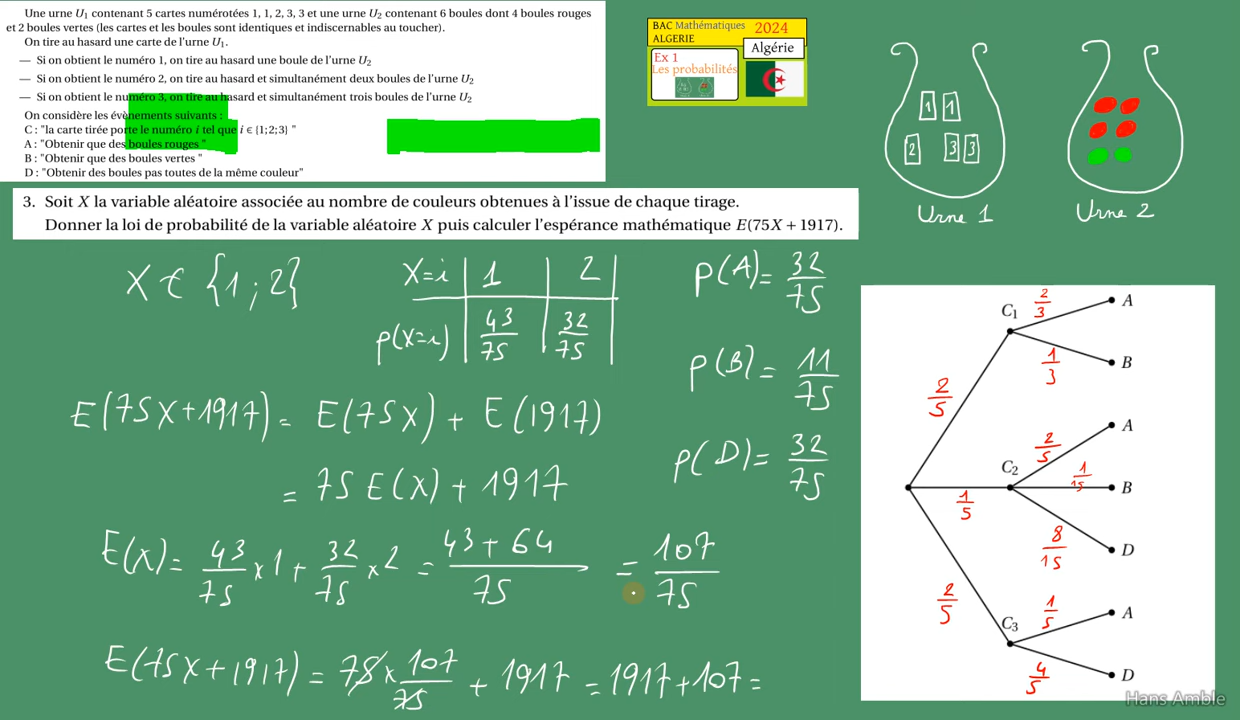 Une urne U₁ contenant 5 cartes numérotées 1, 1, 2, 3, 3 et une urne U₂ contenant 6 boules dont 4 boules rouges
et 2 boules vertes (les cartes et les boules sont identiques et indiscernables au toucher).
On tire au hasard une carte de l'urne U₁.
— Si on obtient le numéro 1, on tire au hasard une boule de l'urne U₂
— Si on obtient le numéro 2, on tire au hasard et simultanément deux boules de l'urne U₂
— Si on obtient le numéro 3, on tire au hasard et simultanément trois boules de l'urne U₂
On considère les évènements suivants :
C : "la carte tirée porte le numéro i tel que i ∈ {1;2;3} "
A : "Obtenir que des boules rouges "
B : "Obtenir que des boules vertes "
D : "Obtenir des boules pas toutes de la même couleur"
BAC Mathématiques 2024
ALGERIE
Algérie
Ex 1
Les probabilités
1 1
2 3 3
Urne 1
Urne 2
3. Soit X la variable aléatoire associée au nombre de couleurs obtenues à l'issue de chaque tirage.
Donner la loi de probabilité de la variable aléatoire X puis calculer l'espérance mathématique E(75X + 1917).
X ∈ {1 ; 2}
X=i | 1 | 2
p(X=i) | 43/75 | 32/75
p(A) = 32/75
p(B) = 11/75
p(D) = 32/75
E(75X+1917) = E(75X) + E(1917)
= 75 E(X) + 1917
E(X) = 43/75 × 1 + 32/75 × 2 = (43 + 64)/75 = 107/75
E(75X+1917) = 75 × 107/75 + 1917 = 1917 + 107 =
2/5
C₁
2/3
A
1/3
B
1/5
C₂
2/5
A
1/15
B
8/15
D
2/5
C₃
1/5
A
4/5
D
Hans Amble